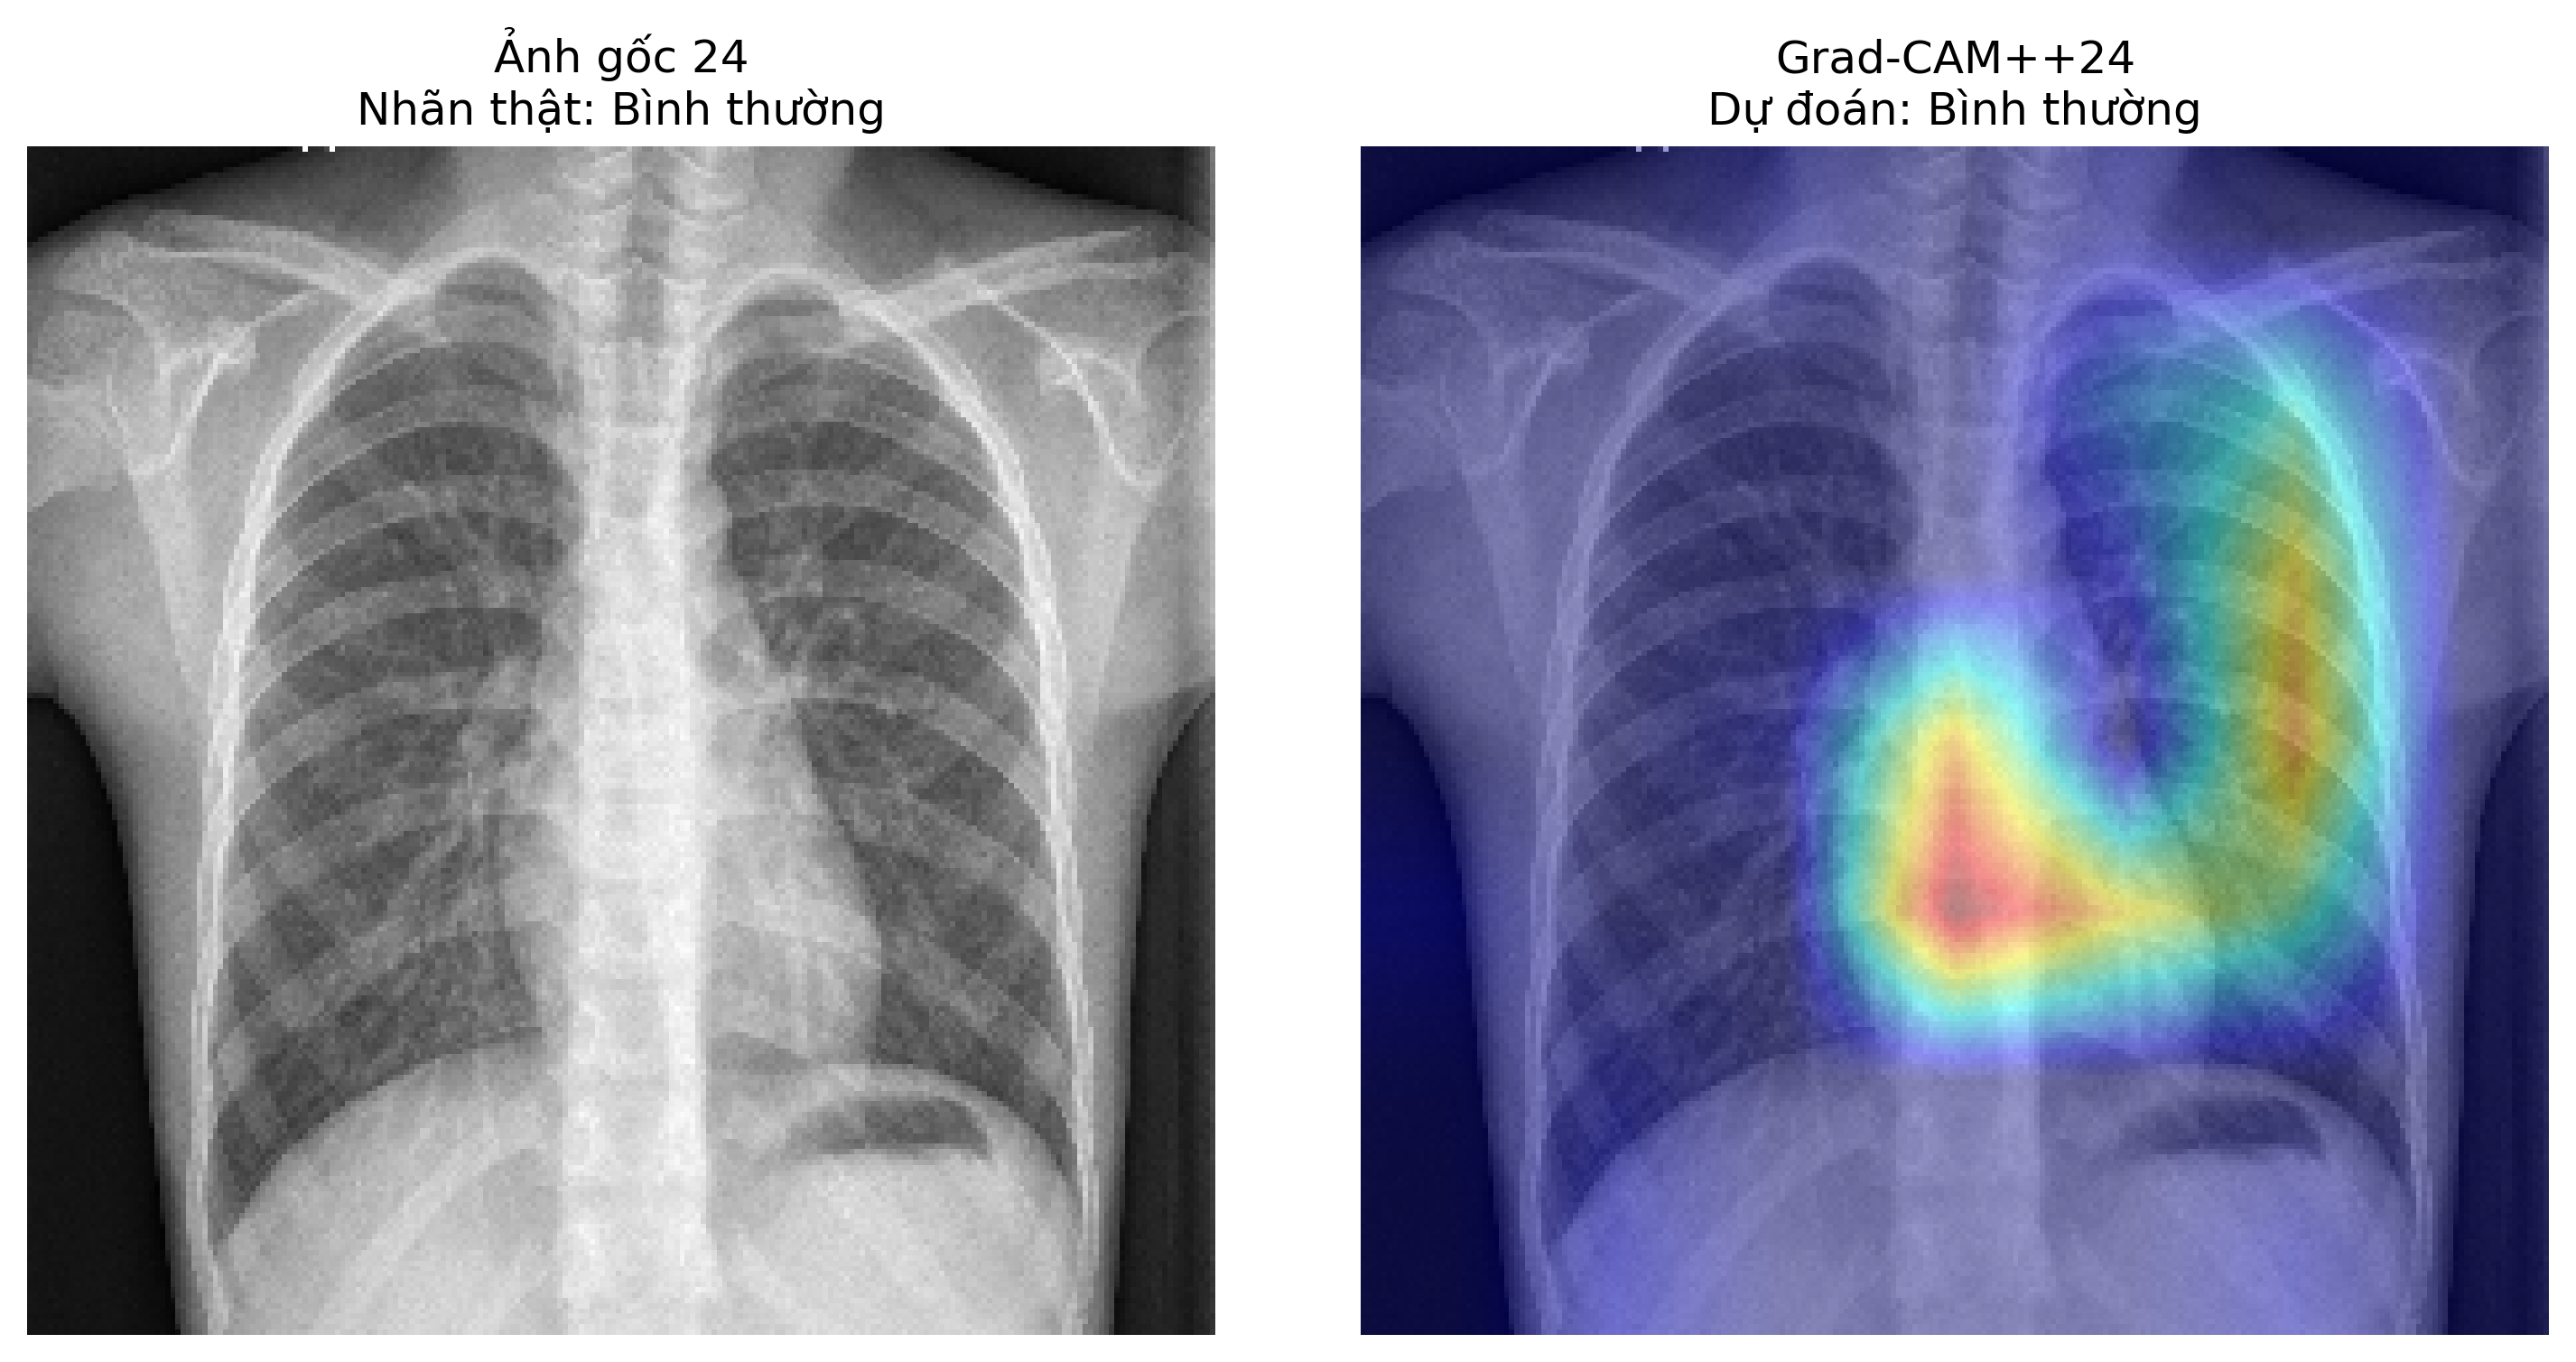 Ảnh gốc 24
Nhãn thật: Bình thường
Grad-CAM++24
Dự đoán: Bình thường